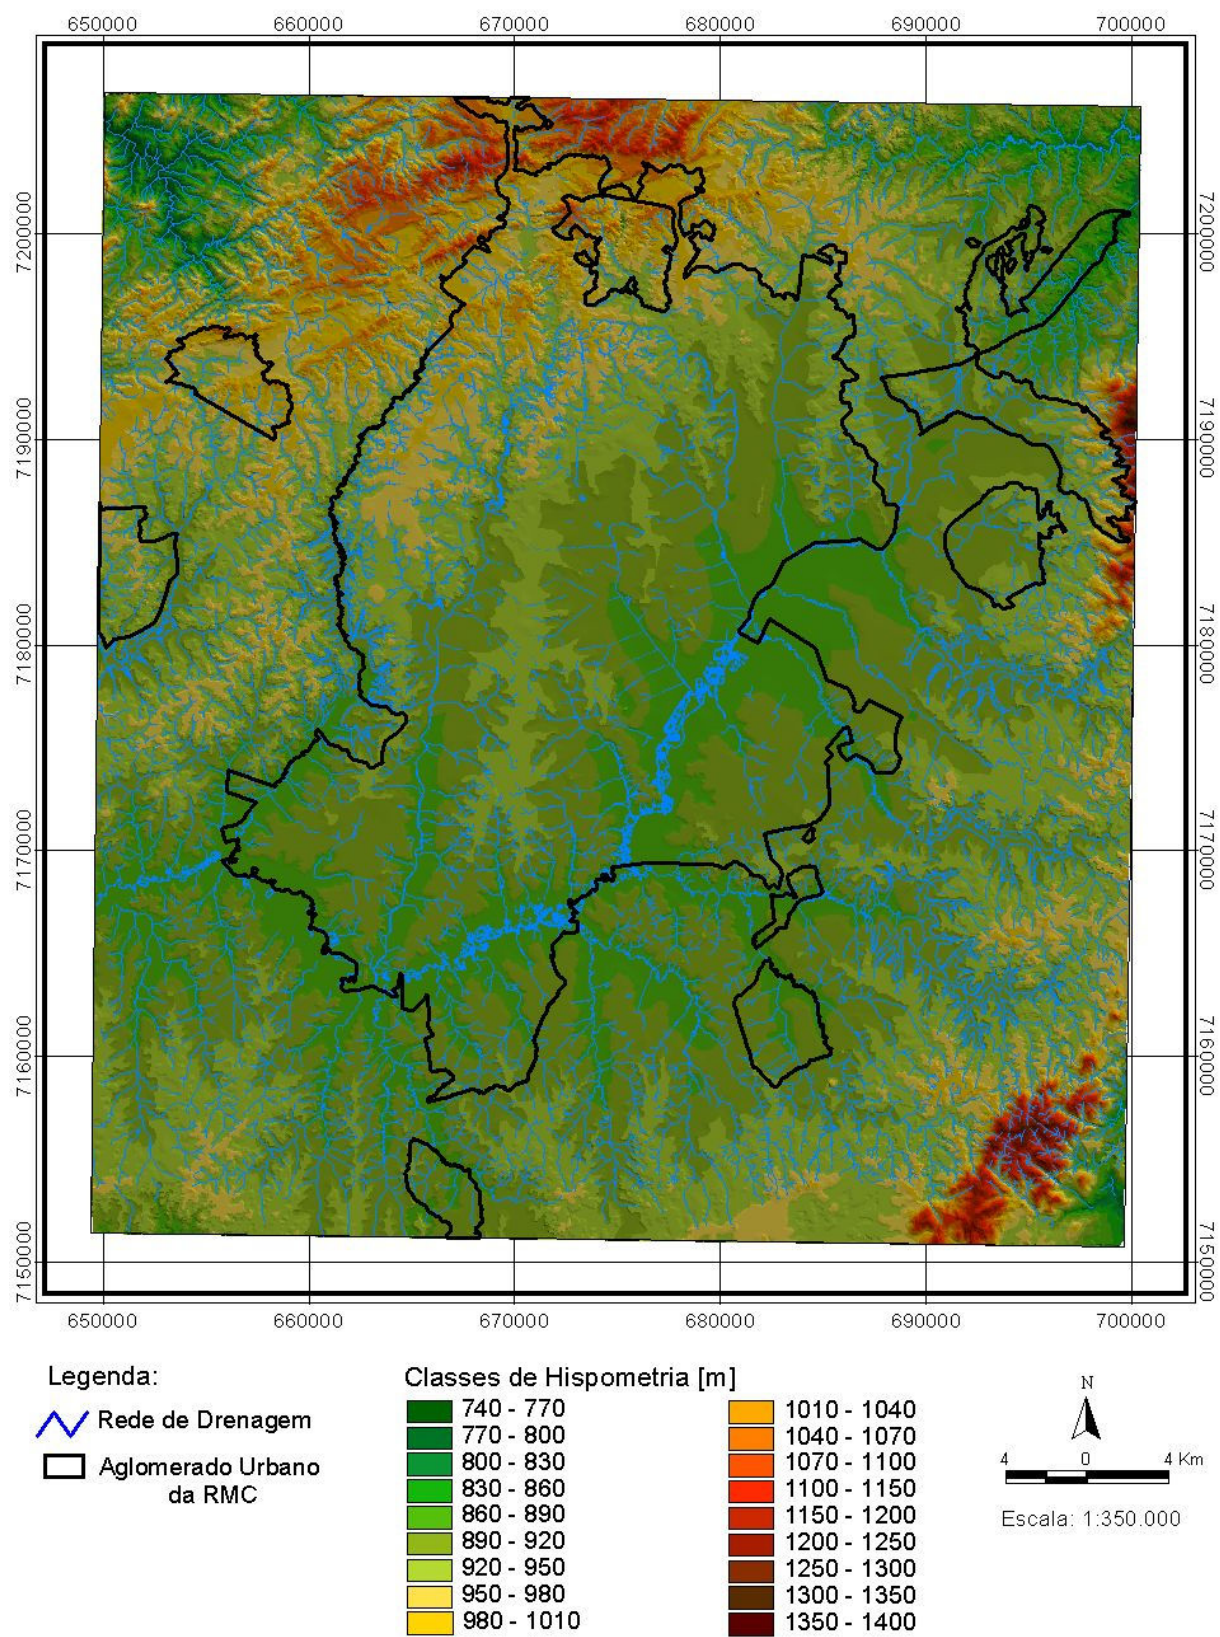 650000 660000 670000 680000 690000 700000
7200000 7200000
7190000 7190000
7180000 7180000
7170000 7170000
7160000 7160000
7150000 7150000
650000 660000 670000 680000 690000 700000
Legenda:
Rede de Drenagem
Aglomerado Urbano
da RMC
Classes de Hispometria [m]
740 - 770
770 - 800
800 - 830
830 - 860
860 - 890
890 - 920
920 - 950
950 - 980
980 - 1010
1010 - 1040
1040 - 1070
1070 - 1100
1100 - 1150
1150 - 1200
1200 - 1250
1250 - 1300
1300 - 1350
1350 - 1400
N
4 0 4 Km
Escala: 1:350.000